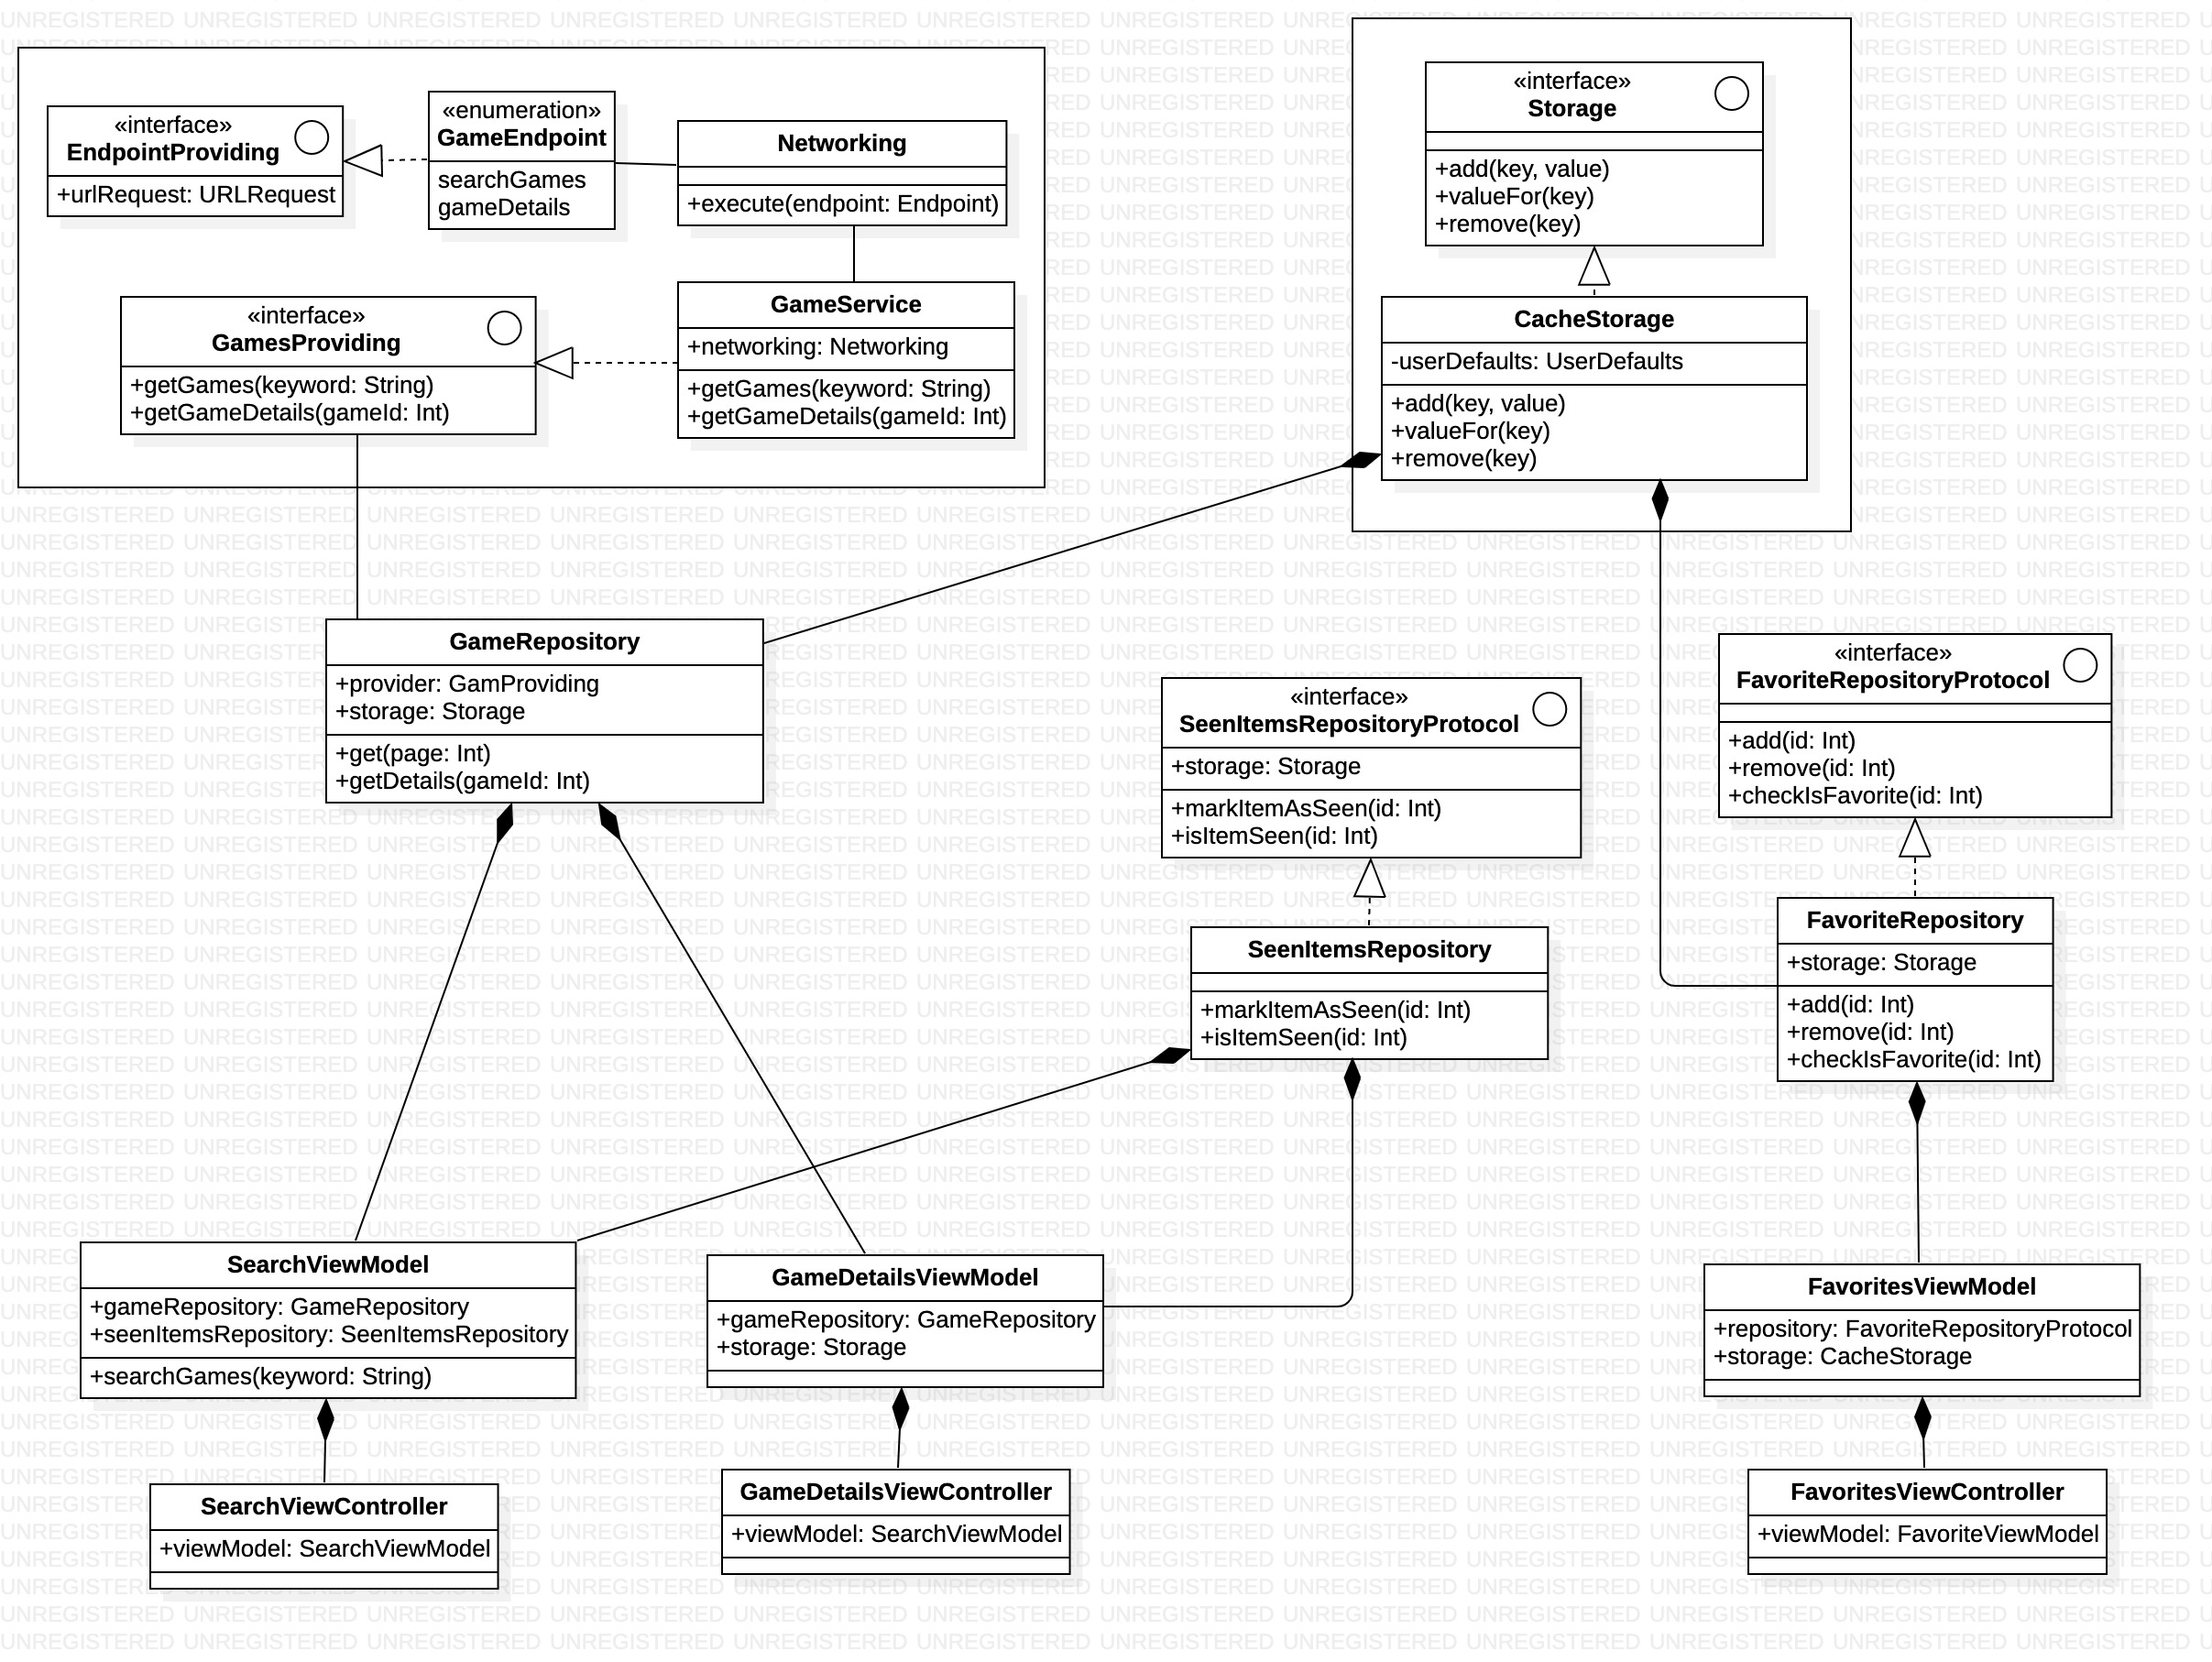 «interface»
EndpointProviding
+urlRequest: URLRequest
«enumeration»
GameEndpoint
searchGames
gameDetails
Networking
+execute(endpoint: Endpoint)
«interface»
GamesProviding
+getGames(keyword: String)
+getGameDetails(gameId: Int)
GameService
+networking: Networking
+getGames(keyword: String)
+getGameDetails(gameId: Int)
«interface»
Storage
+add(key, value)
+valueFor(key)
+remove(key)
CacheStorage
-userDefaults: UserDefaults
+add(key, value)
+valueFor(key)
+remove(key)
GameRepository
+provider: GamProviding
+storage: Storage
+get(page: Int)
+getDetails(gameId: Int)
«interface»
SeenItemsRepositoryProtocol
+storage: Storage
+markItemAsSeen(id: Int)
+isItemSeen(id: Int)
«interface»
FavoriteRepositoryProtocol
+add(id: Int)
+remove(id: Int)
+checkIsFavorite(id: Int)
SeenItemsRepository
+markItemAsSeen(id: Int)
+isItemSeen(id: Int)
FavoriteRepository
+storage: Storage
+add(id: Int)
+remove(id: Int)
+checkIsFavorite(id: Int)
SearchViewModel
+gameRepository: GameRepository
+seenItemsRepository: SeenItemsRepository
+searchGames(keyword: String)
GameDetailsViewModel
+gameRepository: GameRepository
+storage: Storage
FavoritesViewModel
+repository: FavoriteRepositoryProtocol
+storage: CacheStorage
SearchViewController
+viewModel: SearchViewModel
GameDetailsViewController
+viewModel: SearchViewModel
FavoritesViewController
+viewModel: FavoriteViewModel
UNREGISTERED